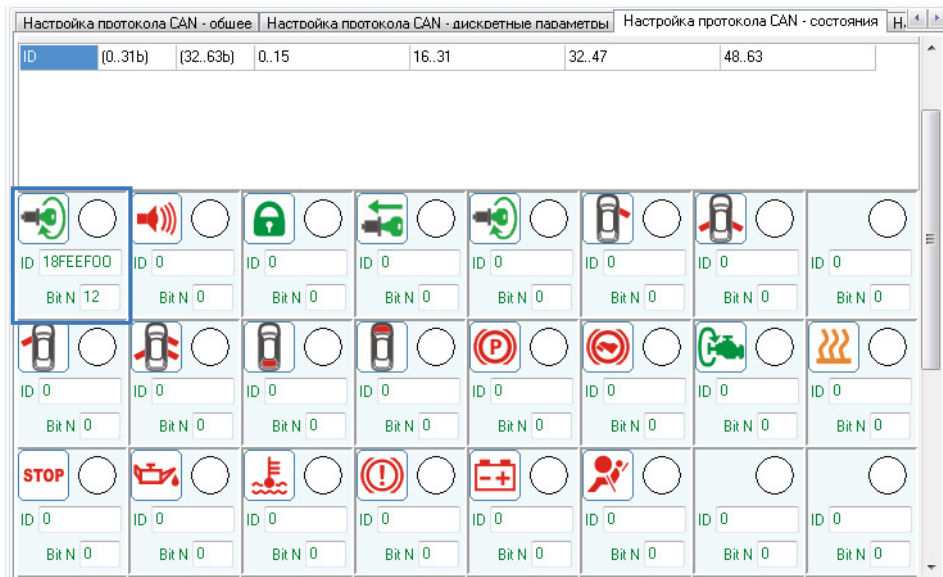 Настройка протокола CAN - общее Настройка протокола CAN - дискретные параметры Настройка протокола CAN - состояния Н.
ID (0..31b) (32..63b) 0..15 16..31 32..47 48..63
ID 18FEEF00 ID 0 ID 0 ID 0 ID 0 ID 0 ID 0 ID 0
Bit N 12 Bit N 0 Bit N 0 Bit N 0 Bit N 0 Bit N 0 Bit N 0 Bit N 0
P
ID 0 ID 0 ID 0 ID 0 ID 0 ID 0 ID 0 ID 0
Bit N 0 Bit N 0 Bit N 0 Bit N 0 Bit N 0 Bit N 0 Bit N 0 Bit N 0
STOP
ID 0 ID 0 ID 0 ID 0 ID 0 ID 0 ID 0 ID 0
Bit N 0 Bit N 0 Bit N 0 Bit N 0 Bit N 0 Bit N 0 Bit N 0 Bit N 0